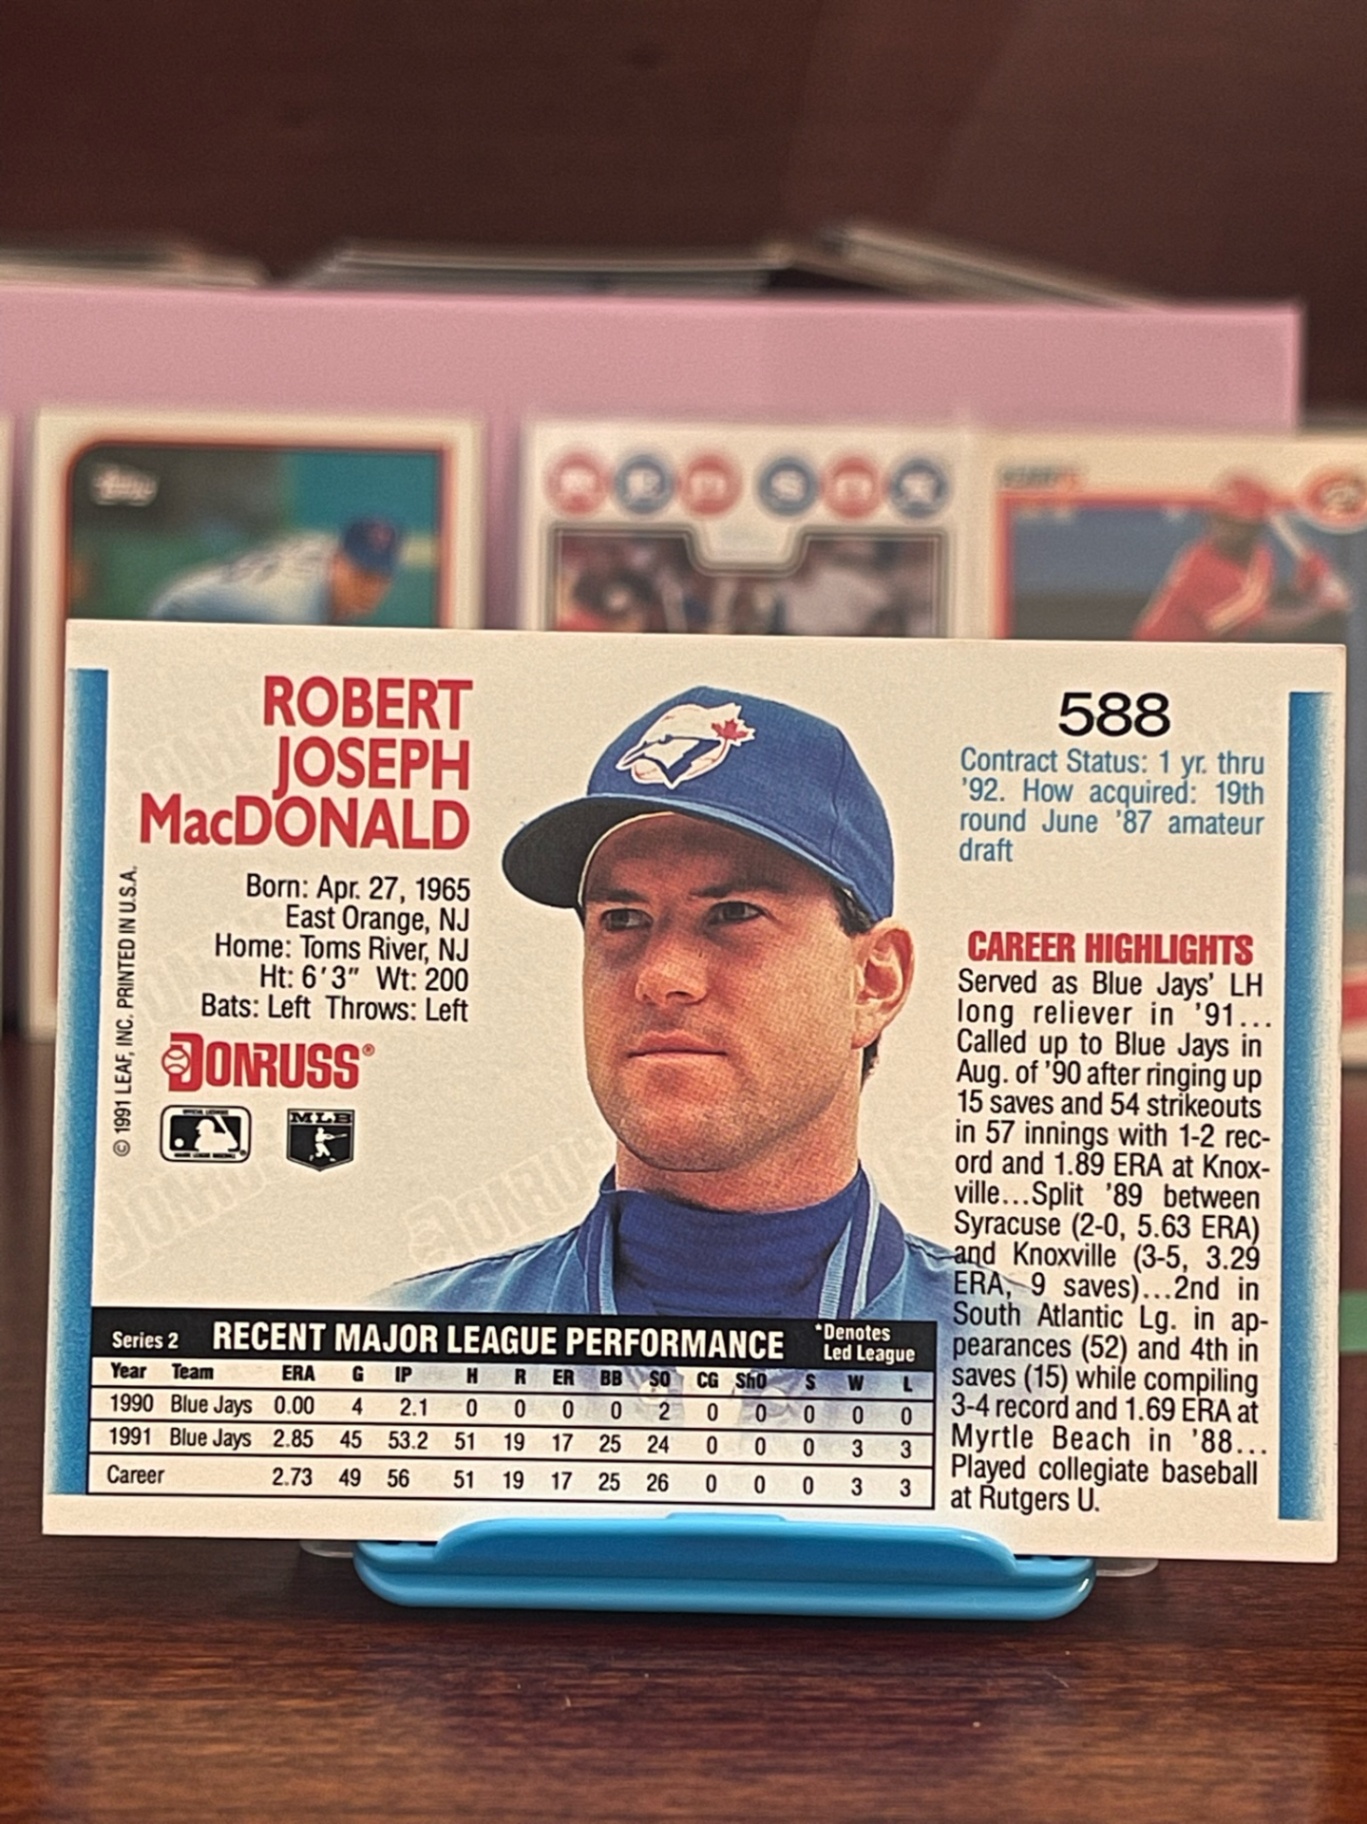 Topps
RED SOX
ROBERT
JOSEPH
MacDONALD
Born: Apr. 27, 1965
East Orange, NJ
Home: Toms River, NJ
Ht: 6'3" Wt: 200
Bats: Left Throws: Left
DONRUSS®
MLB
© 1991 LEAF, INC. PRINTED IN U.S.A.
588
Contract Status: 1 yr. thru
'92. How acquired: 19th
round June '87 amateur
draft
CAREER HIGHLIGHTS
Served as Blue Jays' LH
long reliever in '91...
Called up to Blue Jays in
Aug. of '90 after ringing up
15 saves and 54 strikeouts
in 57 innings with 1-2 rec-
ord and 1.89 ERA at Knox-
ville...Split '89 between
Syracuse (2-0, 5.63 ERA)
and Knoxville (3-5, 3.29
ERA, 9 saves)...2nd in
South Atlantic Lg. in ap-
pearances (52) and 4th in
saves (15) while compiling
3-4 record and 1.69 ERA at
Myrtle Beach in '88...
Played collegiate baseball
at Rutgers U.
Series 2 RECENT MAJOR LEAGUE PERFORMANCE *Denotes
Led League
Year Team ERA G IP H R ER BB SO CG ShO S W L
1990 Blue Jays 0.00 4 2.1 0 0 0 0 2 0 0 0 0 0
1991 Blue Jays 2.85 45 53.2 51 19 17 25 24 0 0 0 3 3
Career 2.73 49 56 51 19 17 25 26 0 0 0 3 3